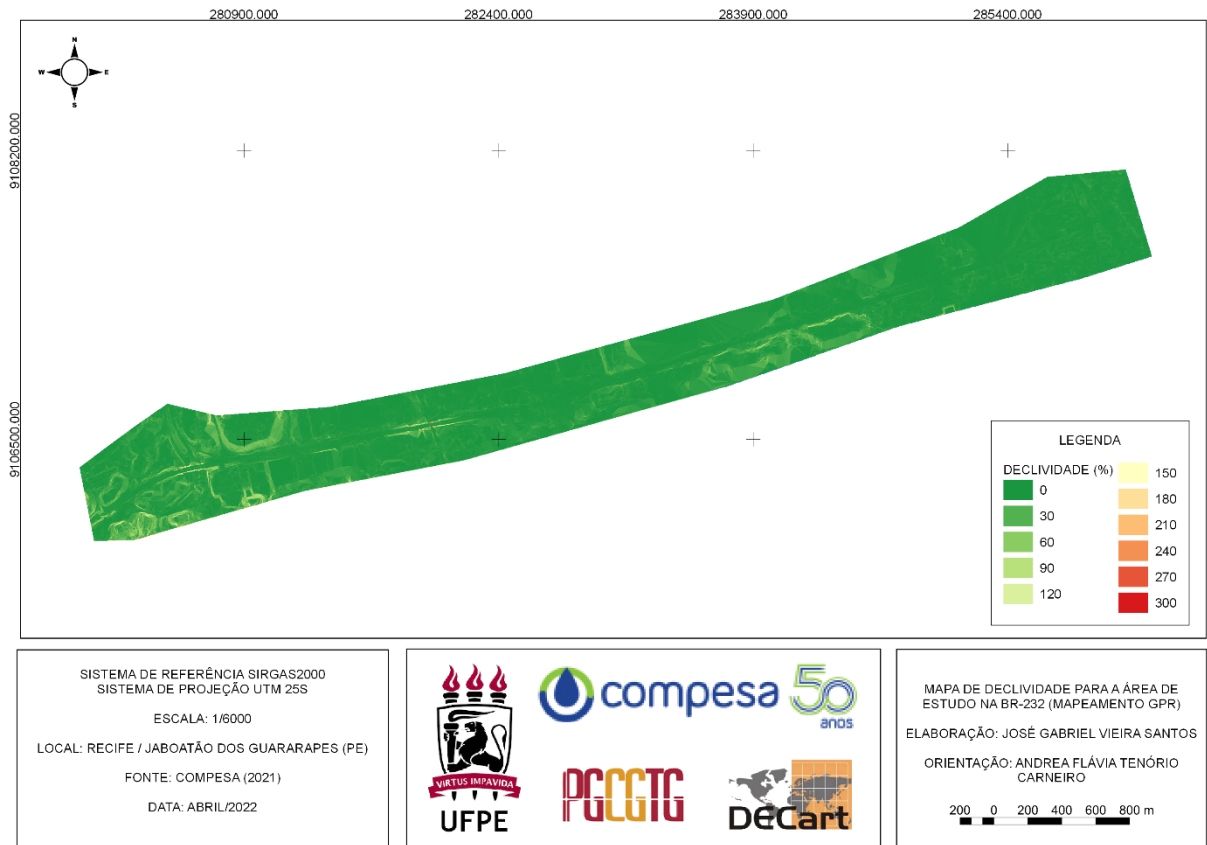 280900.000 282400.000 283900.000 285400.000
N
W E
S
9108200.000
9106500.000
LEGENDA
DECLIVIDADE (%)
0
30
60
90
120
150
180
210
240
270
300
SISTEMA DE REFERÊNCIA SIRGAS2000
SISTEMA DE PROJEÇÃO UTM 25S
ESCALA: 1/6000
LOCAL: RECIFE / JABOATÃO DOS GUARARAPES (PE)
FONTE: COMPESA (2021)
DATA: ABRIL/2022
VIRTUS IMPAVIDA
UFPE
compesa
50
anos
PGCGTG
DECart
MAPA DE DECLIVIDADE PARA A ÁREA DE
ESTUDO NA BR-232 (MAPEAMENTO GPR)
ELABORAÇÃO: JOSÉ GABRIEL VIEIRA SANTOS
ORIENTAÇÃO: ANDREA FLÁVIA TENÓRIO
CARNEIRO
200 0 200 400 600 800 m